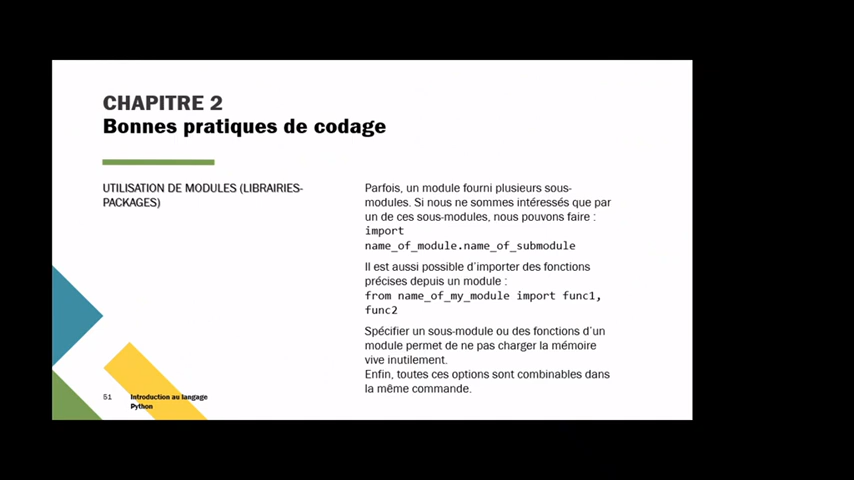 CHAPITRE 2
Bonnes pratiques de codage
UTILISATION DE MODULES (LIBRAIRIES-
PACKAGES)
Parfois, un module fourni plusieurs sous-
modules. Si nous ne sommes intéressés que par
un de ces sous-modules, nous pouvons faire :
import
name_of_module.name_of_submodule
Il est aussi possible d'importer des fonctions
précises depuis un module :
from name_of_my_module import func1,
func2
Spécifier un sous-module ou des fonctions d'un
module permet de ne pas charger la mémoire
vive inutilement.
Enfin, toutes ces options sont combinables dans
la même commande.
51 Introduction au langage
Python